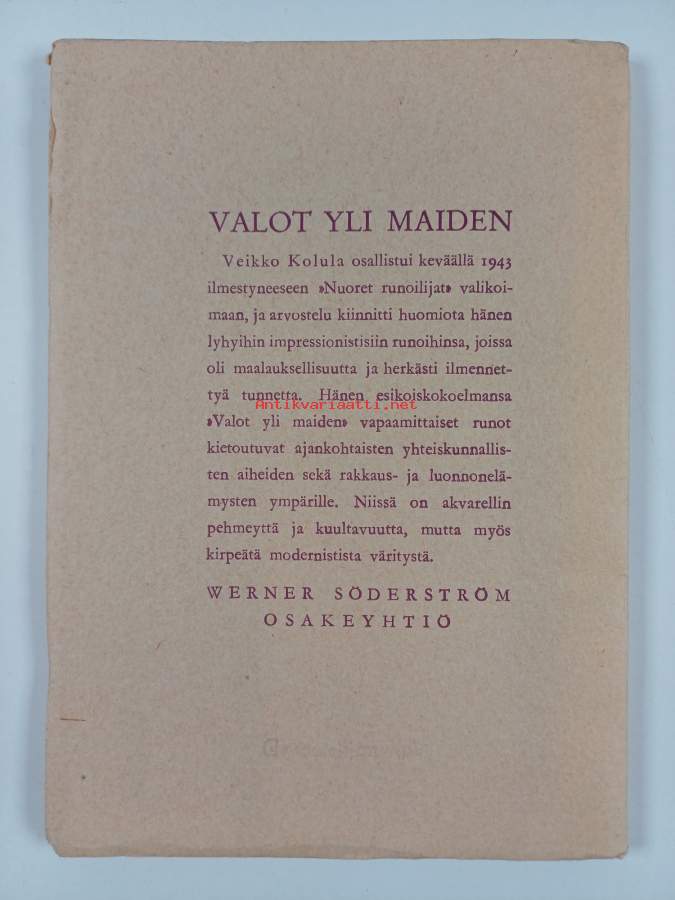 VALOT YLI MAIDEN
Veikko Kolula osallistui keväällä 1943
ilmestyneeseen »Nuoret runoilijat» valikoi-
maan, ja arvostelu kiinnitti huomiota hänen
lyhyihin impressionistisiin runoihinsa, joissa
oli maalauksellisuutta ja herkästi ilmennet-
tyä tunnetta. Hänen esikoiskokoelmansa
Antikvariaatti.net
»Valot yli maiden» vapaamittaiset runot
kietoutuvat ajankohtaisten yhteiskunnallis-
ten aiheiden sekä rakkaus- ja luonnonelä-
mysten ympärille. Niissä on akvarellin
pehmeyttä ja kuultavuutta, mutta myös
kirpeätä modernistista väritystä.
WERNER SÖDERSTRÖM
OSAKEYHTIÖ